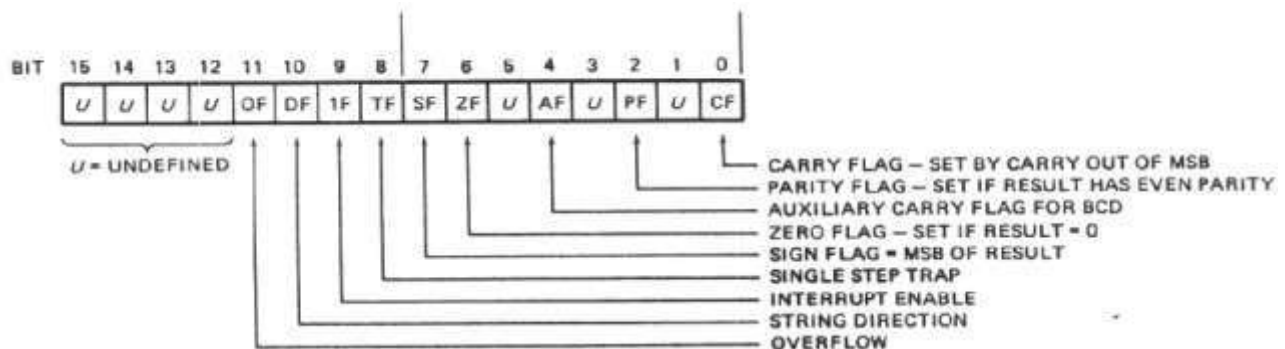 BIT 15 14 13 12 11 10 9 8 7 6 5 4 3 2 1 0
U U U U OF DF 1F TF SF ZF U AF U PF U CF
U = UNDEFINED
CARRY FLAG – SET BY CARRY OUT OF MSB
PARITY FLAG – SET IF RESULT HAS EVEN PARITY
AUXILIARY CARRY FLAG FOR BCD
ZERO FLAG – SET IF RESULT = 0
SIGN FLAG = MSB OF RESULT
SINGLE STEP TRAP
INTERRUPT ENABLE
STRING DIRECTION
OVERFLOW